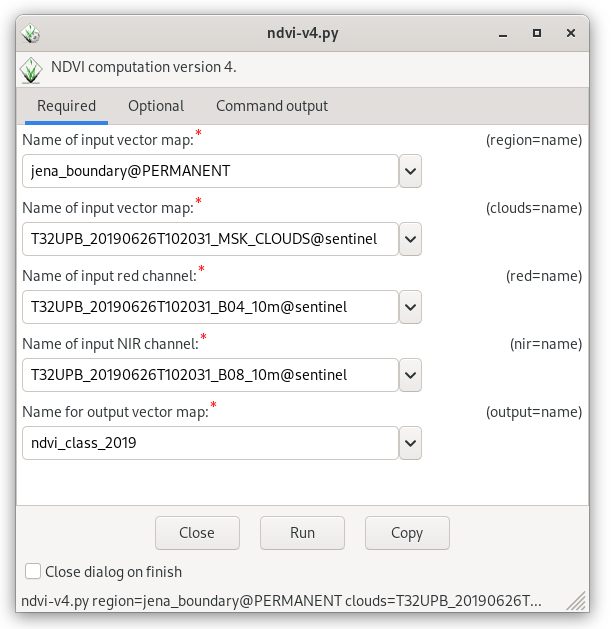 ndvi-v4.py
NDVI computation version 4.
Required Optional Command output
Name of input vector map:* (region=name)
jena_boundary@PERMANENT
Name of input vector map:* (clouds=name)
T32UPB_20190626T102031_MSK_CLOUDS@sentinel
Name of input red channel:* (red=name)
T32UPB_20190626T102031_B04_10m@sentinel
Name of input NIR channel:* (nir=name)
T32UPB_20190626T102031_B08_10m@sentinel
Name for output vector map:* (output=name)
ndvi_class_2019
Close Run Copy
Close dialog on finish
ndvi-v4.py region=jena_boundary@PERMANENT clouds=T32UPB_20190626T...